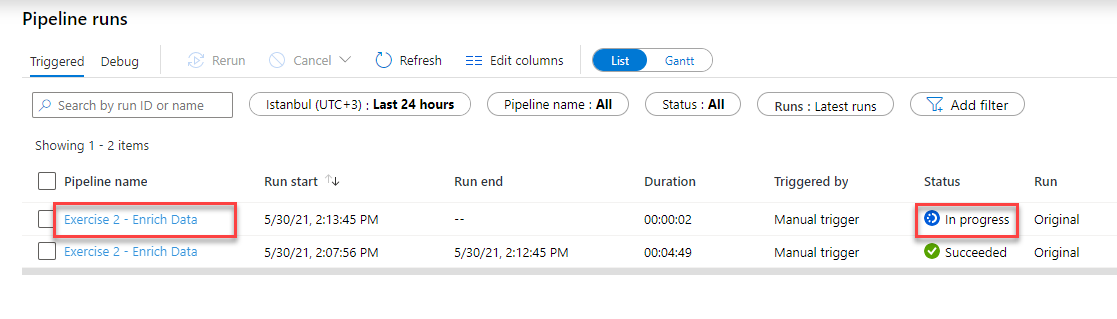 Pipeline runs
Triggered Debug Rerun Cancel Refresh Edit columns List Gantt
Search by run ID or name Istanbul (UTC+3) : Last 24 hours Pipeline name : All Status : All Runs : Latest runs Add filter
Showing 1 - 2 items
Pipeline name Run start ↑↓ Run end Duration Triggered by Status Run
Exercise 2 - Enrich Data 5/30/21, 2:13:45 PM -- 00:00:02 Manual trigger In progress Original
Exercise 2 - Enrich Data 5/30/21, 2:07:56 PM 5/30/21, 2:12:45 PM 00:04:49 Manual trigger Succeeded Original